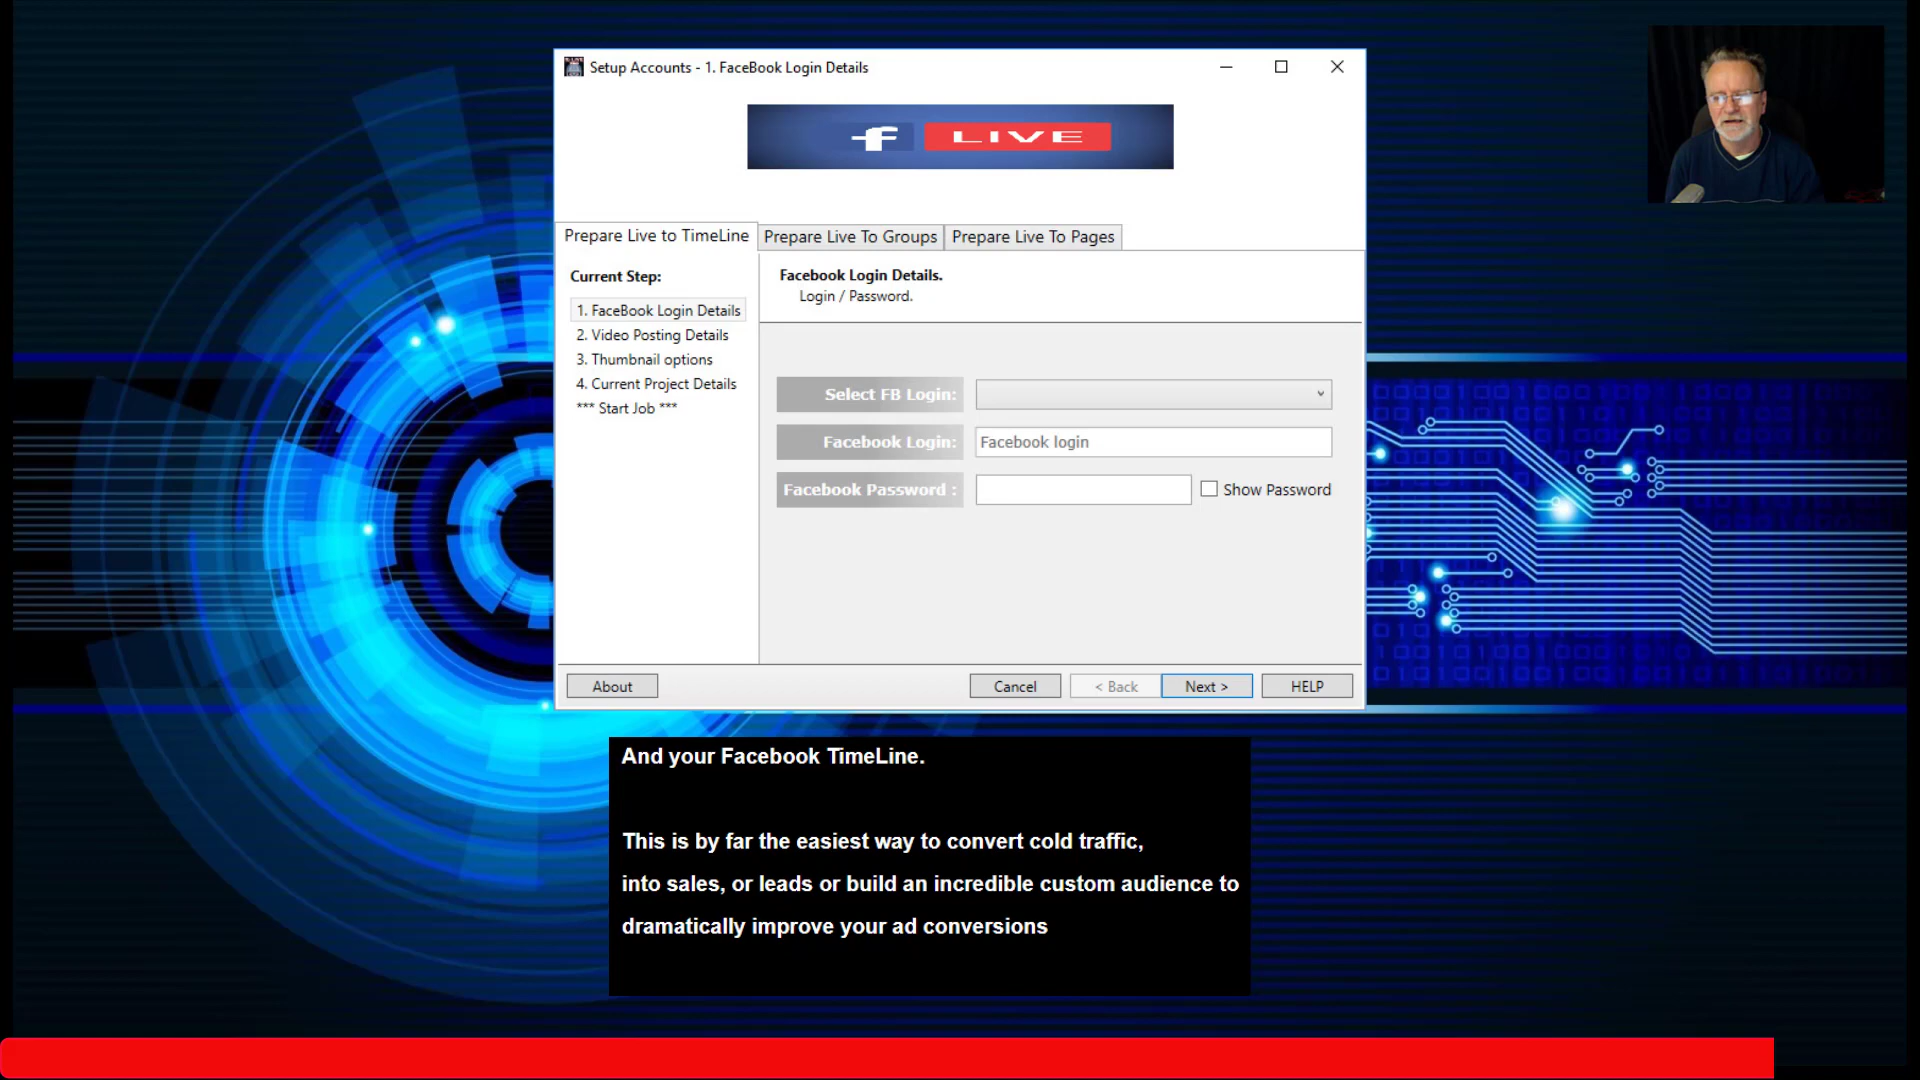 Setup Accounts - 1. FaceBook Login Details
f LIVE
Prepare Live to TimeLine
Prepare Live To Groups
Prepare Live To Pages
Current Step:
1. FaceBook Login Details
2. Video Posting Details
3. Thumbnail options
4. Current Project Details
*** Start Job ***
Facebook Login Details.
Login / Password.
Select FB Login:
Facebook Login:
Facebook login
Facebook Password :
Show Password
About
Cancel
< Back
Next >
HELP
And your Facebook TimeLine.
This is by far the easiest way to convert cold traffic,
into sales, or leads or build an incredible custom audience to
dramatically improve your ad conversions